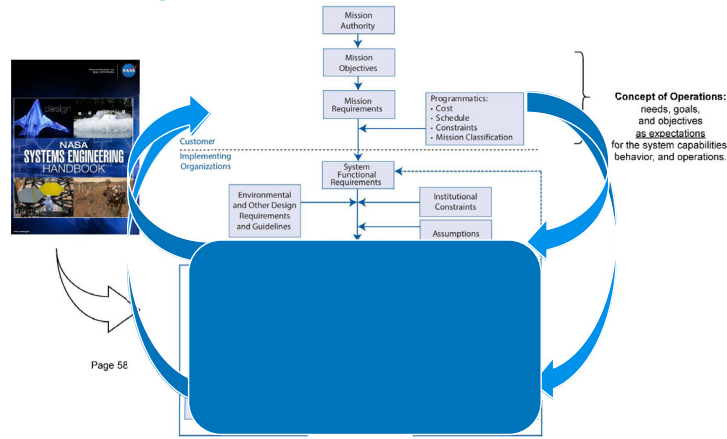 Mission
Authority
Mission
Objectives
Mission
Requirements
Programmatics:
• Cost
• Schedule
• Constraints
• Mission Classification
Concept of Operations:
needs, goals,
and objectives
as expectations
for the system capabilities
behavior, and operations.
NASA
design
NASA
SYSTEMS ENGINEERING
HANDBOOK
fly
Customer
Implementing
Organizations
System
Functional
Requirements
Environmental
and Other Design
Requirements
and Guidelines
Institutional
Constraints
Assumptions
Page 58